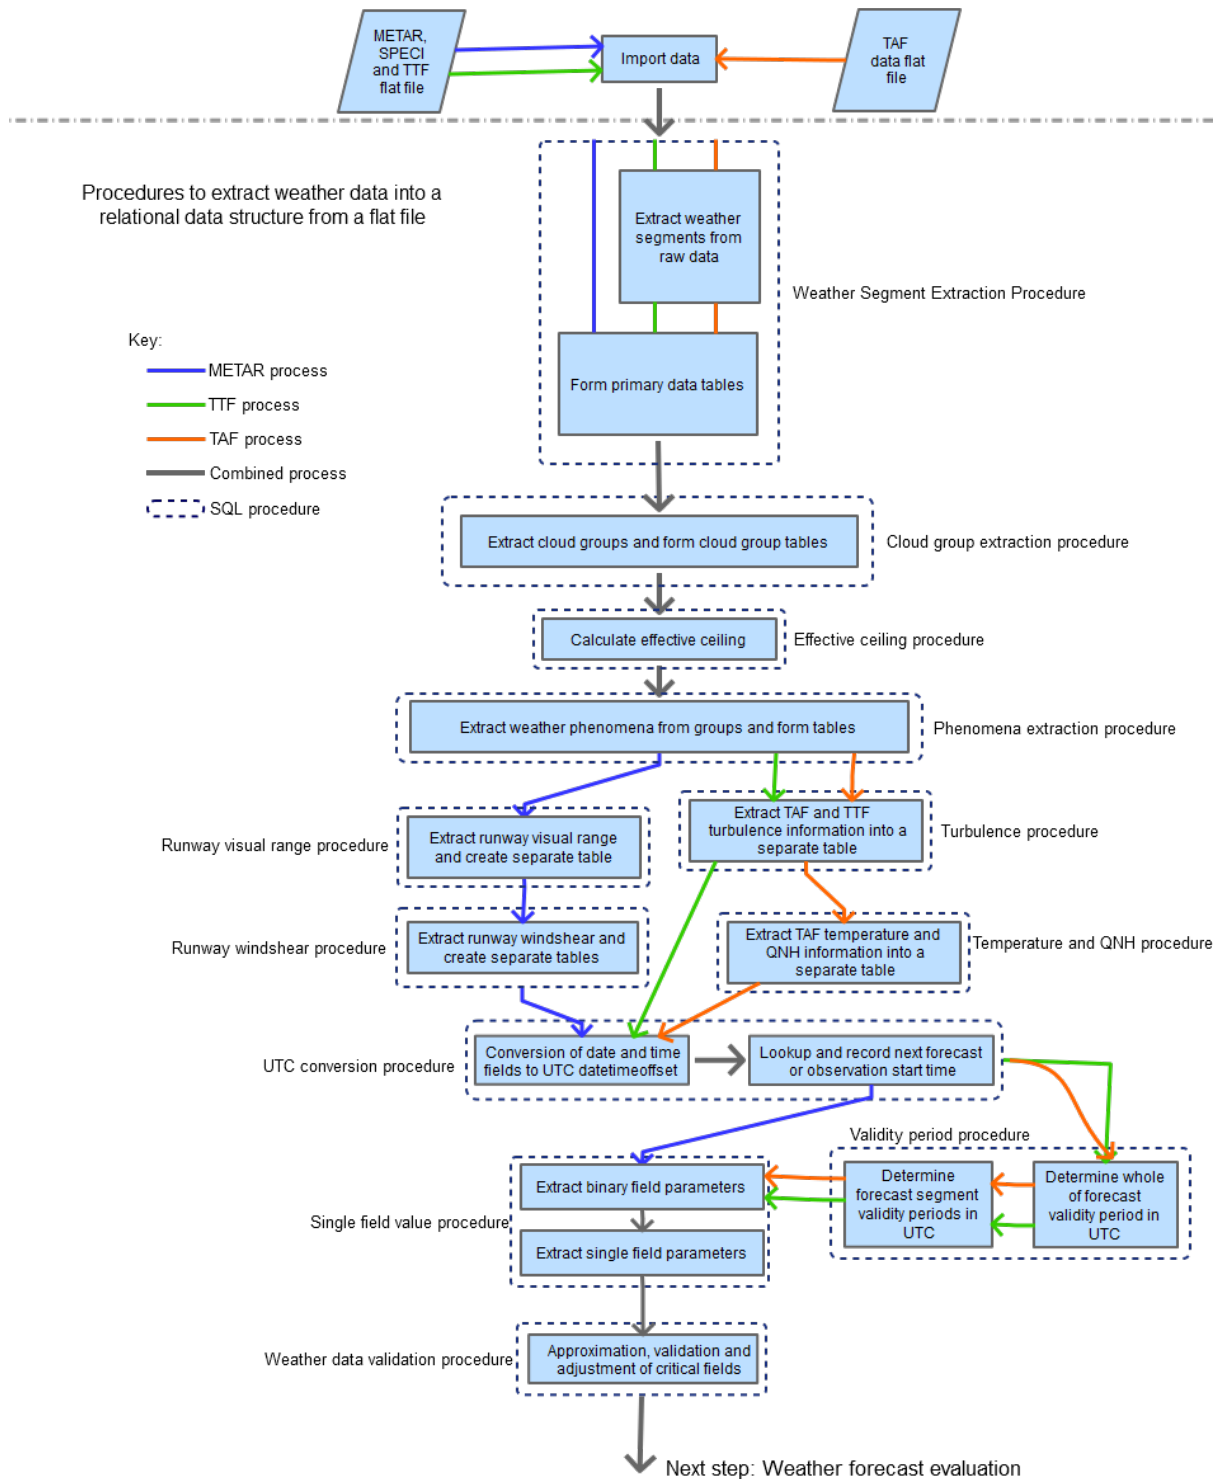 METAR,
SPECI
and TTF
flat file
Import data
TAF
data flat
file
Procedures to extract weather data into a
relational data structure from a flat file
Extract weather
segments from
raw data
Weather Segment Extraction Procedure
Key:
METAR process
TTF process
TAF process
Combined process
SQL procedure
Form primary data tables
Extract cloud groups and form cloud group tables
Cloud group extraction procedure
Calculate effective ceiling
Effective ceiling procedure
Extract weather phenomena from groups and form tables
Phenomena extraction procedure
Runway visual range procedure
Extract runway visual range
and create separate table
Extract TAF and TTF
turbulence information into a
separate table
Turbulence procedure
Runway windshear procedure
Extract runway windshear and
create separate tables
Extract TAF temperature and
QNH information into a
separate table
Temperature and QNH procedure
UTC conversion procedure
Conversion of date and time
fields to UTC datetimeoffset
Lookup and record next forecast
or observation start time
Validity period procedure
Single field value procedure
Extract binary field parameters
Extract single field parameters
Determine
forecast segment
validity periods in
UTC
Determine whole
of forecast
validity period in
UTC
Weather data validation procedure
Approximation, validation and
adjustment of critical fields
Next step: Weather forecast evaluation